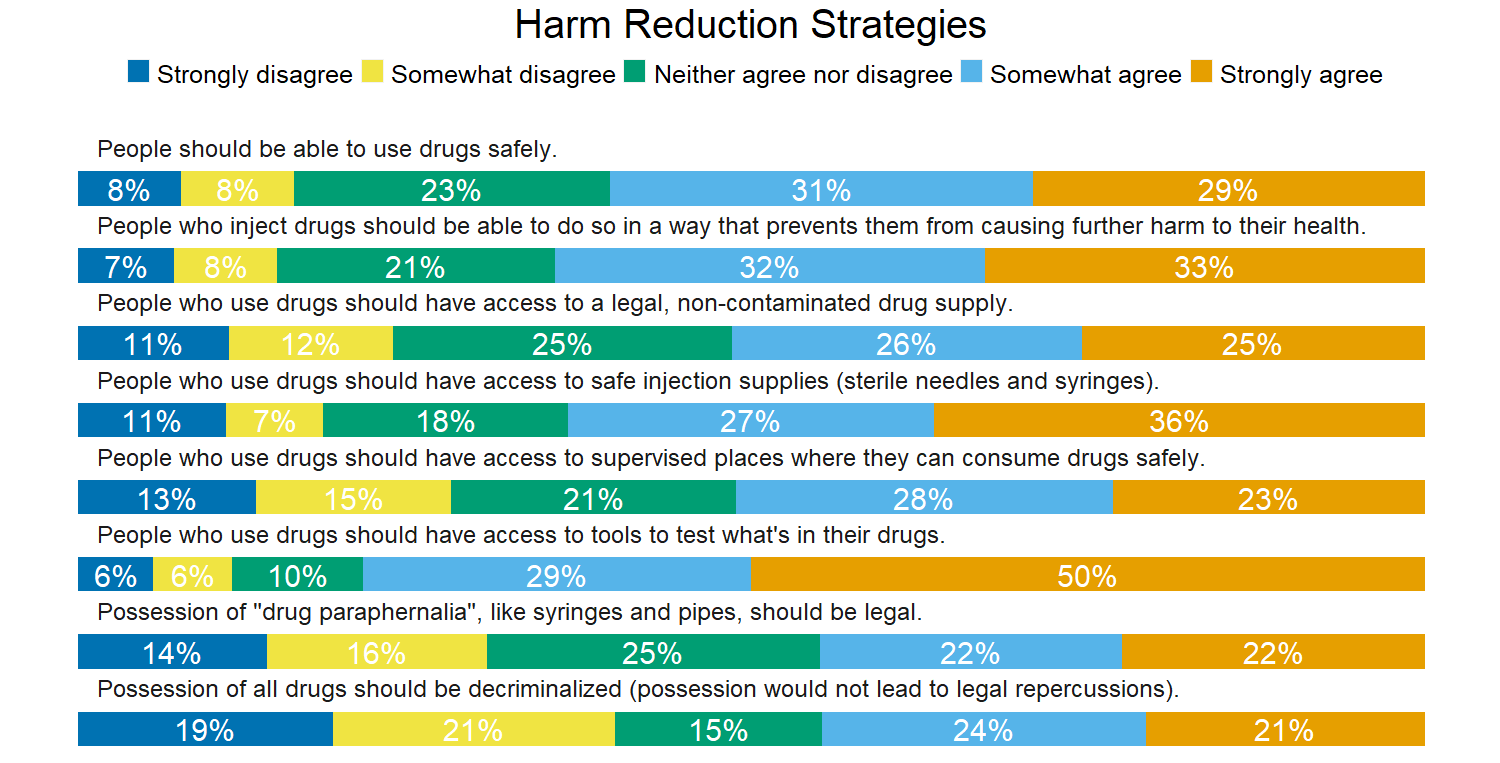 Harm Reduction Strategies
Strongly disagree Somewhat disagree Neither agree nor disagree Somewhat agree Strongly agree
People should be able to use drugs safely.
8% 8% 23% 31% 29%
People who inject drugs should be able to do so in a way that prevents them from causing further harm to their health.
7% 8% 21% 32% 33%
People who use drugs should have access to a legal, non-contaminated drug supply.
11% 12% 25% 26% 25%
People who use drugs should have access to safe injection supplies (sterile needles and syringes).
11% 7% 18% 27% 36%
People who use drugs should have access to supervised places where they can consume drugs safely.
13% 15% 21% 28% 23%
People who use drugs should have access to tools to test what's in their drugs.
6% 6% 10% 29% 50%
Possession of "drug paraphernalia", like syringes and pipes, should be legal.
14% 16% 25% 22% 22%
Possession of all drugs should be decriminalized (possession would not lead to legal repercussions).
19% 21% 15% 24% 21%